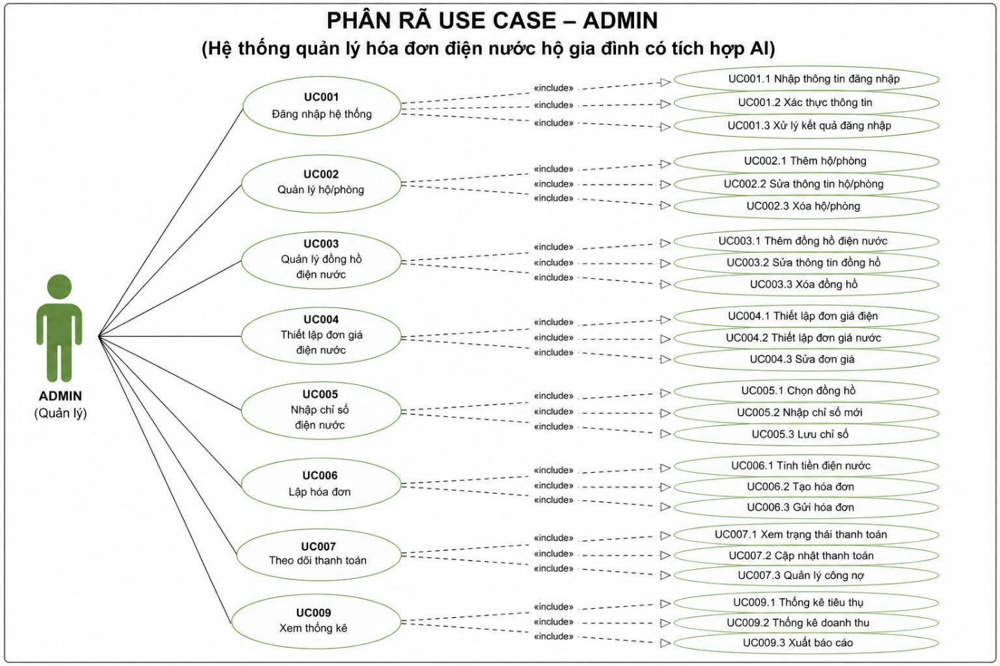 PHÂN RÃ USE CASE – ADMIN
(Hệ thống quản lý hóa đơn điện nước hộ gia đình có tích hợp AI)
UC001
Đăng nhập hệ thống
«include»
«include»
«include»
UC001.1 Nhập thông tin đăng nhập
UC001.2 Xác thực thông tin
UC001.3 Xử lý kết quả đăng nhập
UC002
Quản lý hộ/phòng
«include»
«include»
«include»
UC002.1 Thêm hộ/phòng
UC002.2 Sửa thông tin hộ/phòng
UC002.3 Xóa hộ/phòng
UC003
Quản lý đồng hồ
điện nước
«include»
«include»
«include»
UC003.1 Thêm đồng hồ điện nước
UC003.2 Sửa thông tin đồng hồ
UC003.3 Xóa đồng hồ
UC004
Thiết lập đơn giá
điện nước
«include»
«include»
«include»
UC004.1 Thiết lập đơn giá điện
UC004.2 Thiết lập đơn giá nước
UC004.3 Sửa đơn giá
ADMIN
(Quản lý)
UC005
Nhập chỉ số
điện nước
«include»
«include»
«include»
UC005.1 Chọn đồng hồ
UC005.2 Nhập chỉ số mới
UC005.3 Lưu chỉ số
UC006
Lập hóa đơn
«include»
«include»
«include»
UC006.1 Tính tiền điện nước
UC006.2 Tạo hóa đơn
UC006.3 Gửi hóa đơn
UC007
Theo dõi thanh toán
«include»
«include»
«include»
UC007.1 Xem trạng thái thanh toán
UC007.2 Cập nhật thanh toán
UC007.3 Quản lý công nợ
UC009
Xem thống kê
«include»
«include»
«include»
UC009.1 Thống kê tiêu thụ
UC009.2 Thống kê doanh thu
UC009.3 Xuất báo cáo